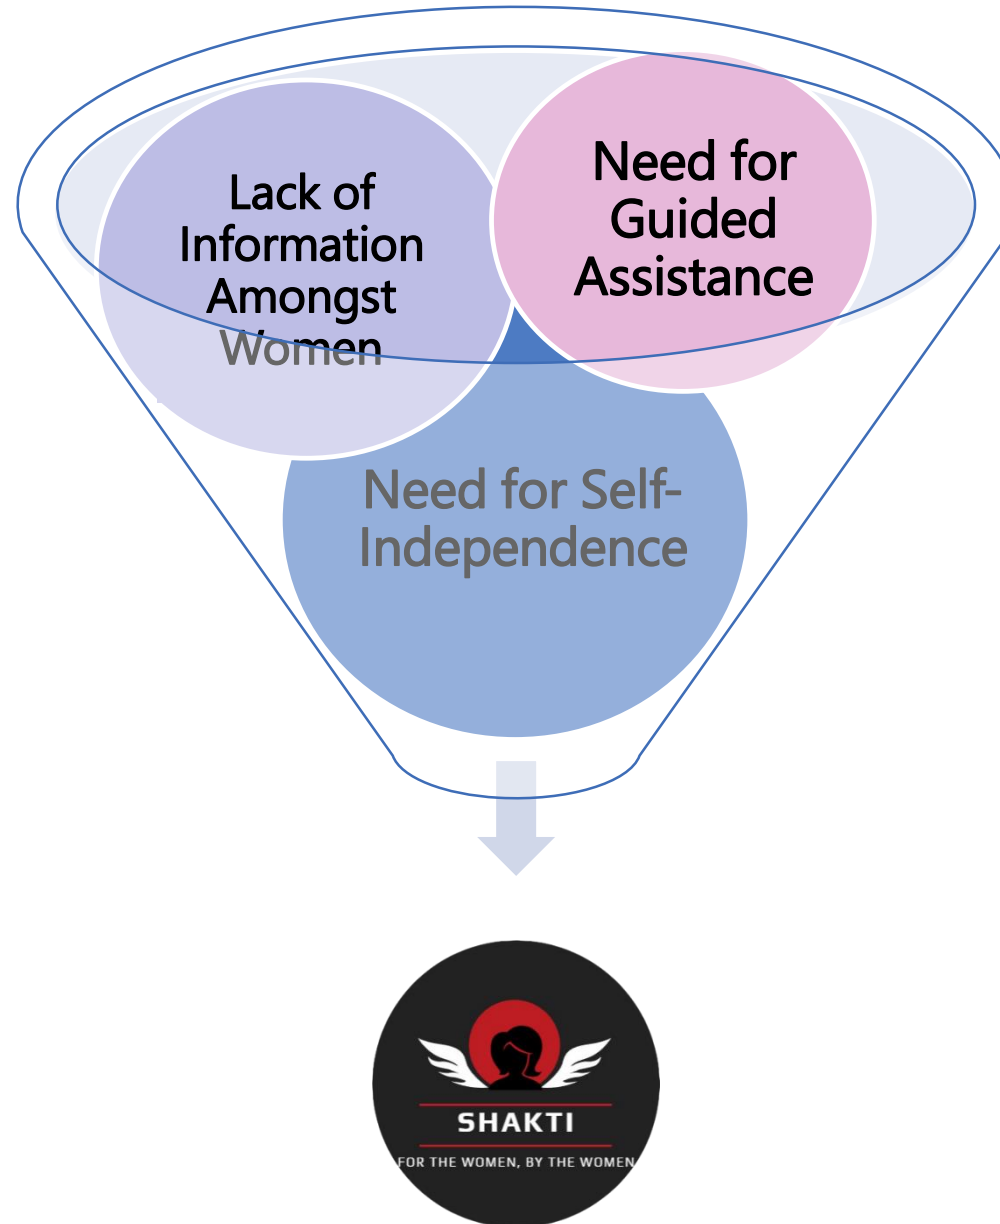 Lack of
Information
Amongst
Women
Need for
Guided
Assistance
Need for Self-
Independence
SHAKTI
FOR THE WOMEN, BY THE WOMEN